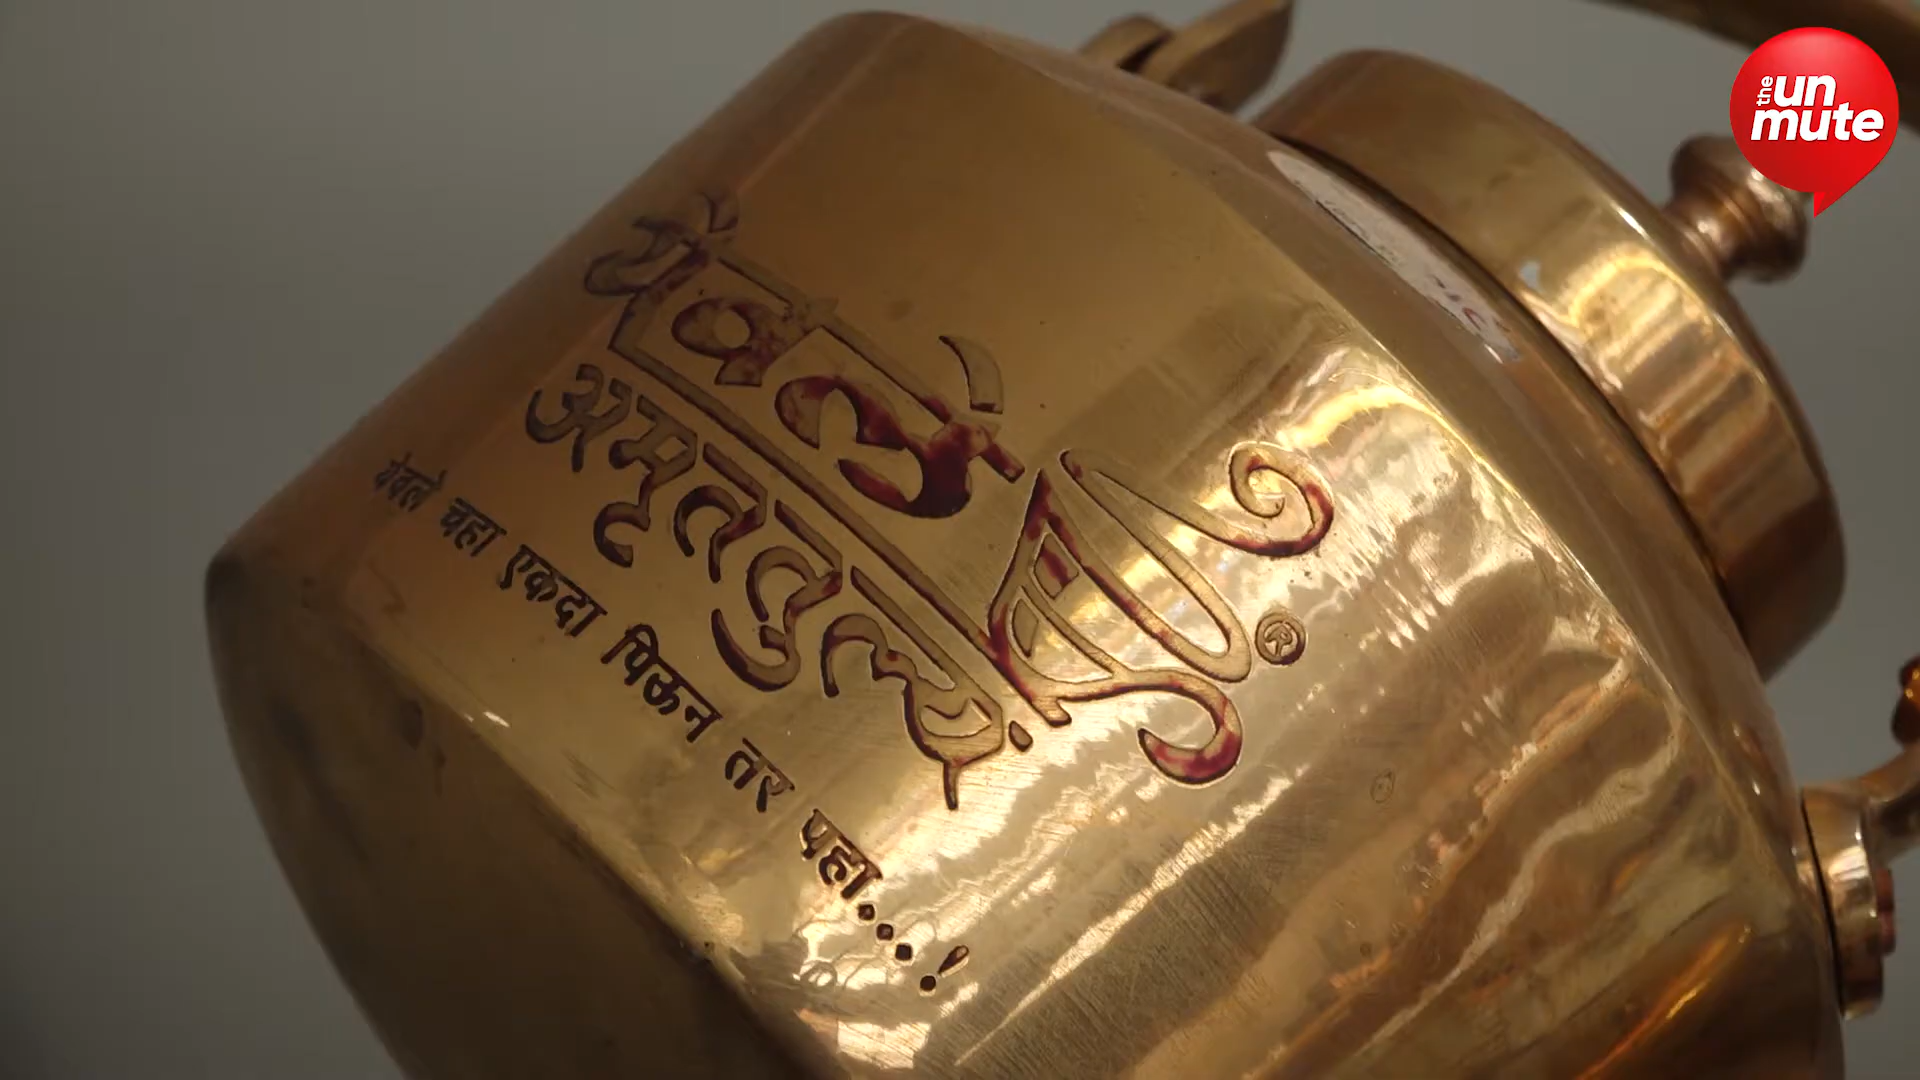 the
un
mute
येवले
अमृततुल्य
®
येवले चहा एकदा पिऊन तर पहा....!